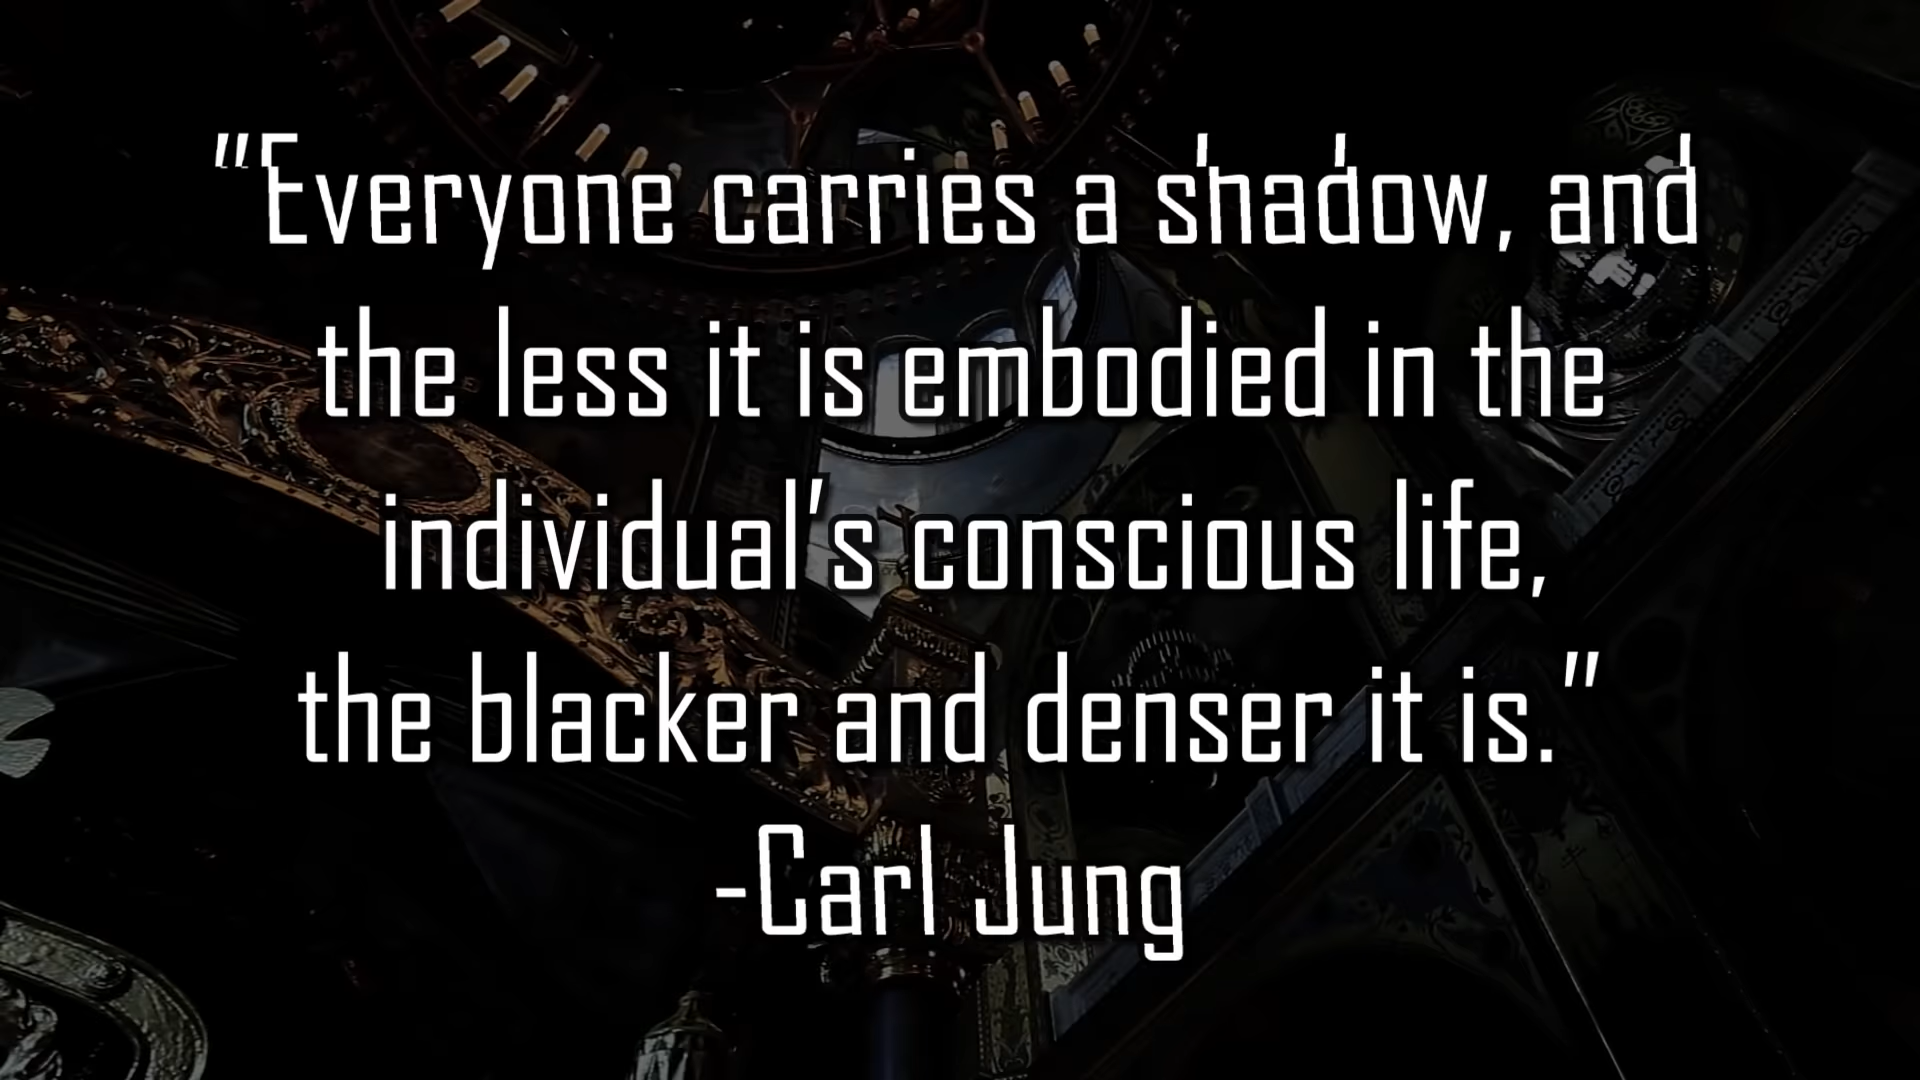 "Everyone carries a shadow, and
the less it is embodied in the
individual's conscious life,
the blacker and denser it is."
-Carl Jung